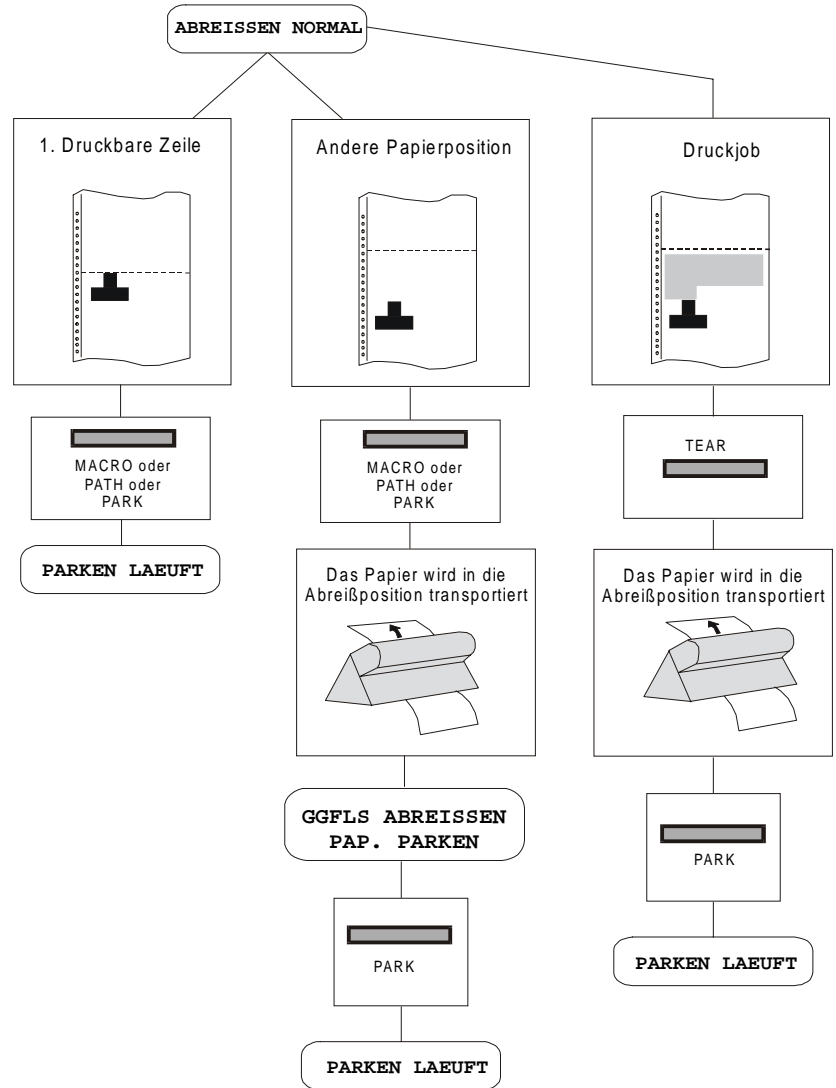 ABREISSEN NORMAL
1. Druckbare Zeile
MACRO oder
PATH oder
PARK
PARKEN LAEUFT
Andere Papierposition
MACRO oder
PATH oder
PARK
Das Papier wird in die
Abreißposition transportiert
GGFLS ABREISSEN
PAP. PARKEN
PARK
PARKEN LAEUFT
Druckjob
TEAR
Das Papier wird in die
Abreißposition transportiert
PARK
PARKEN LAEUFT